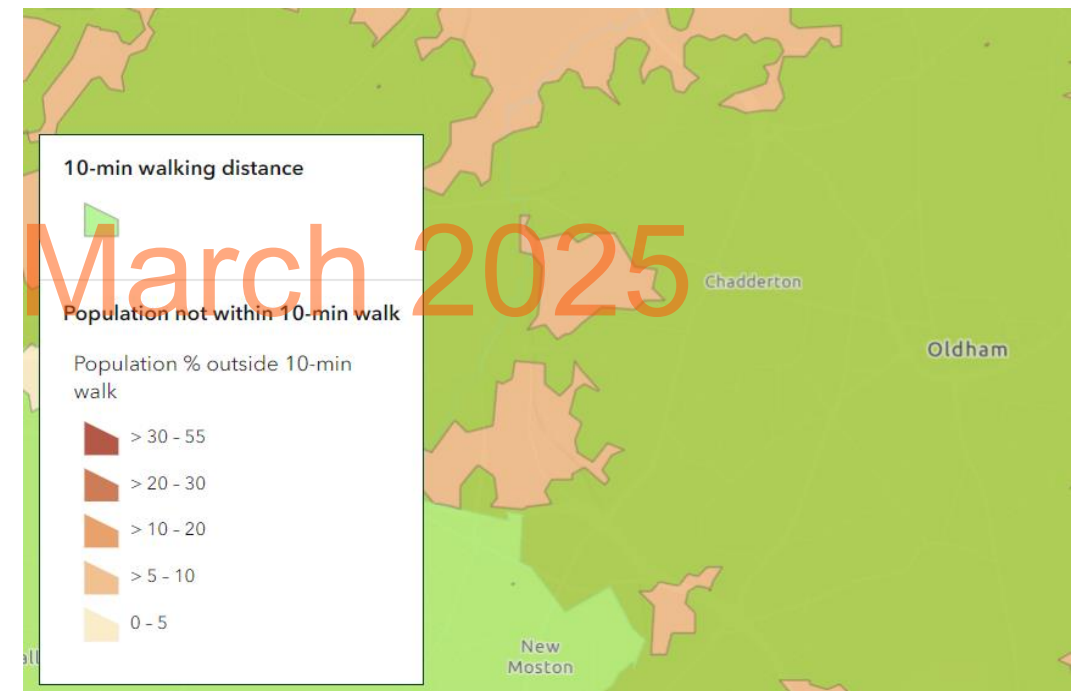 10-min walking distance
March 2025
Population not within 10-min walk
Population % outside 10-min
walk
> 30 - 55
> 20 - 30
> 10 - 20
> 5 - 10
0 - 5
Chadderton
Oldham
New
Moston